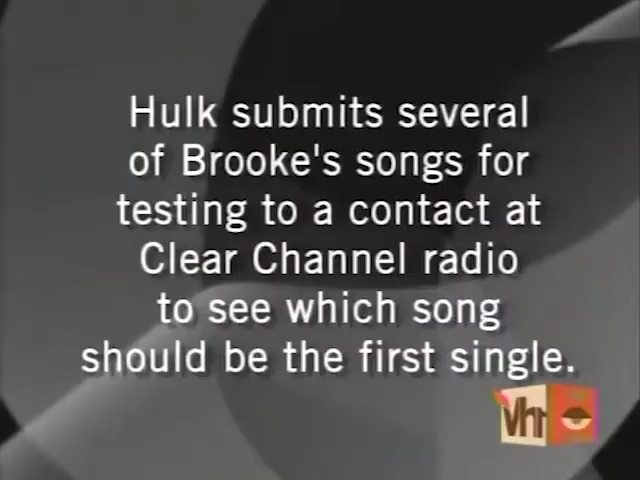 Hulk submits several
of Brooke's songs for
testing to a contact at
Clear Channel radio
to see which song
should be the first single.
Vh1